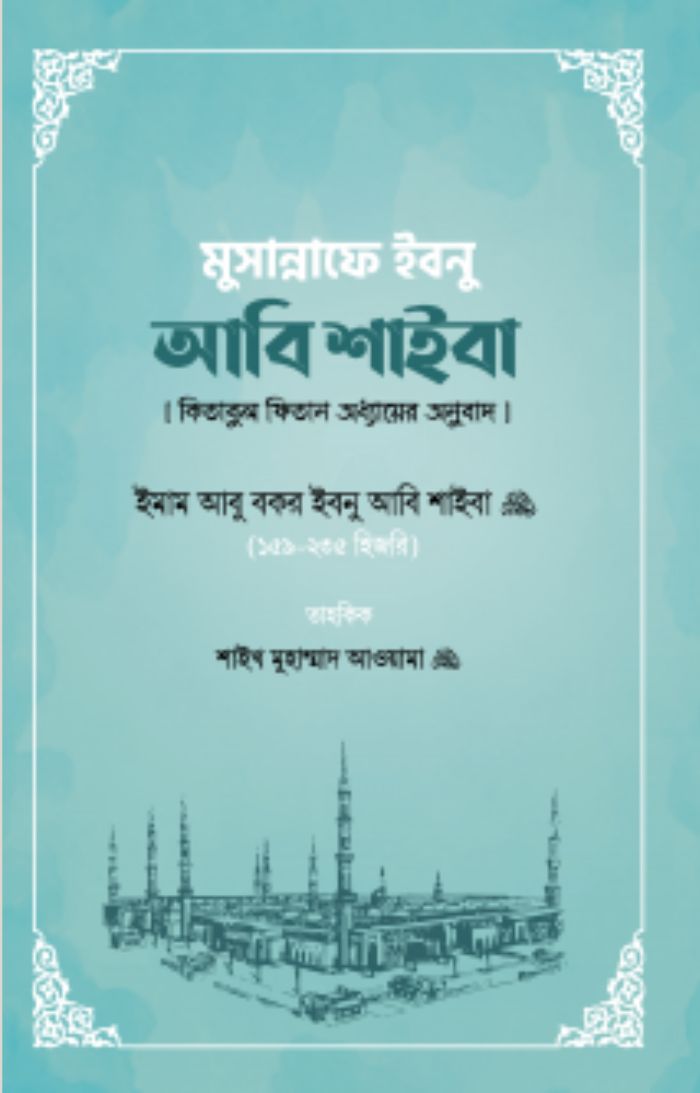 মুসান্নাফে ইবনু
আবি শাইবা
[ কিতাবুল ফিতান অধ্যায়ের অনুবাদ ]
ইমাম আবু বকর ইবনু আবি শাইবা
(১৫৯-২৩৫ হিজরি)
তাহকিক
শাইখ মুহাম্মাদ আওয়ামা